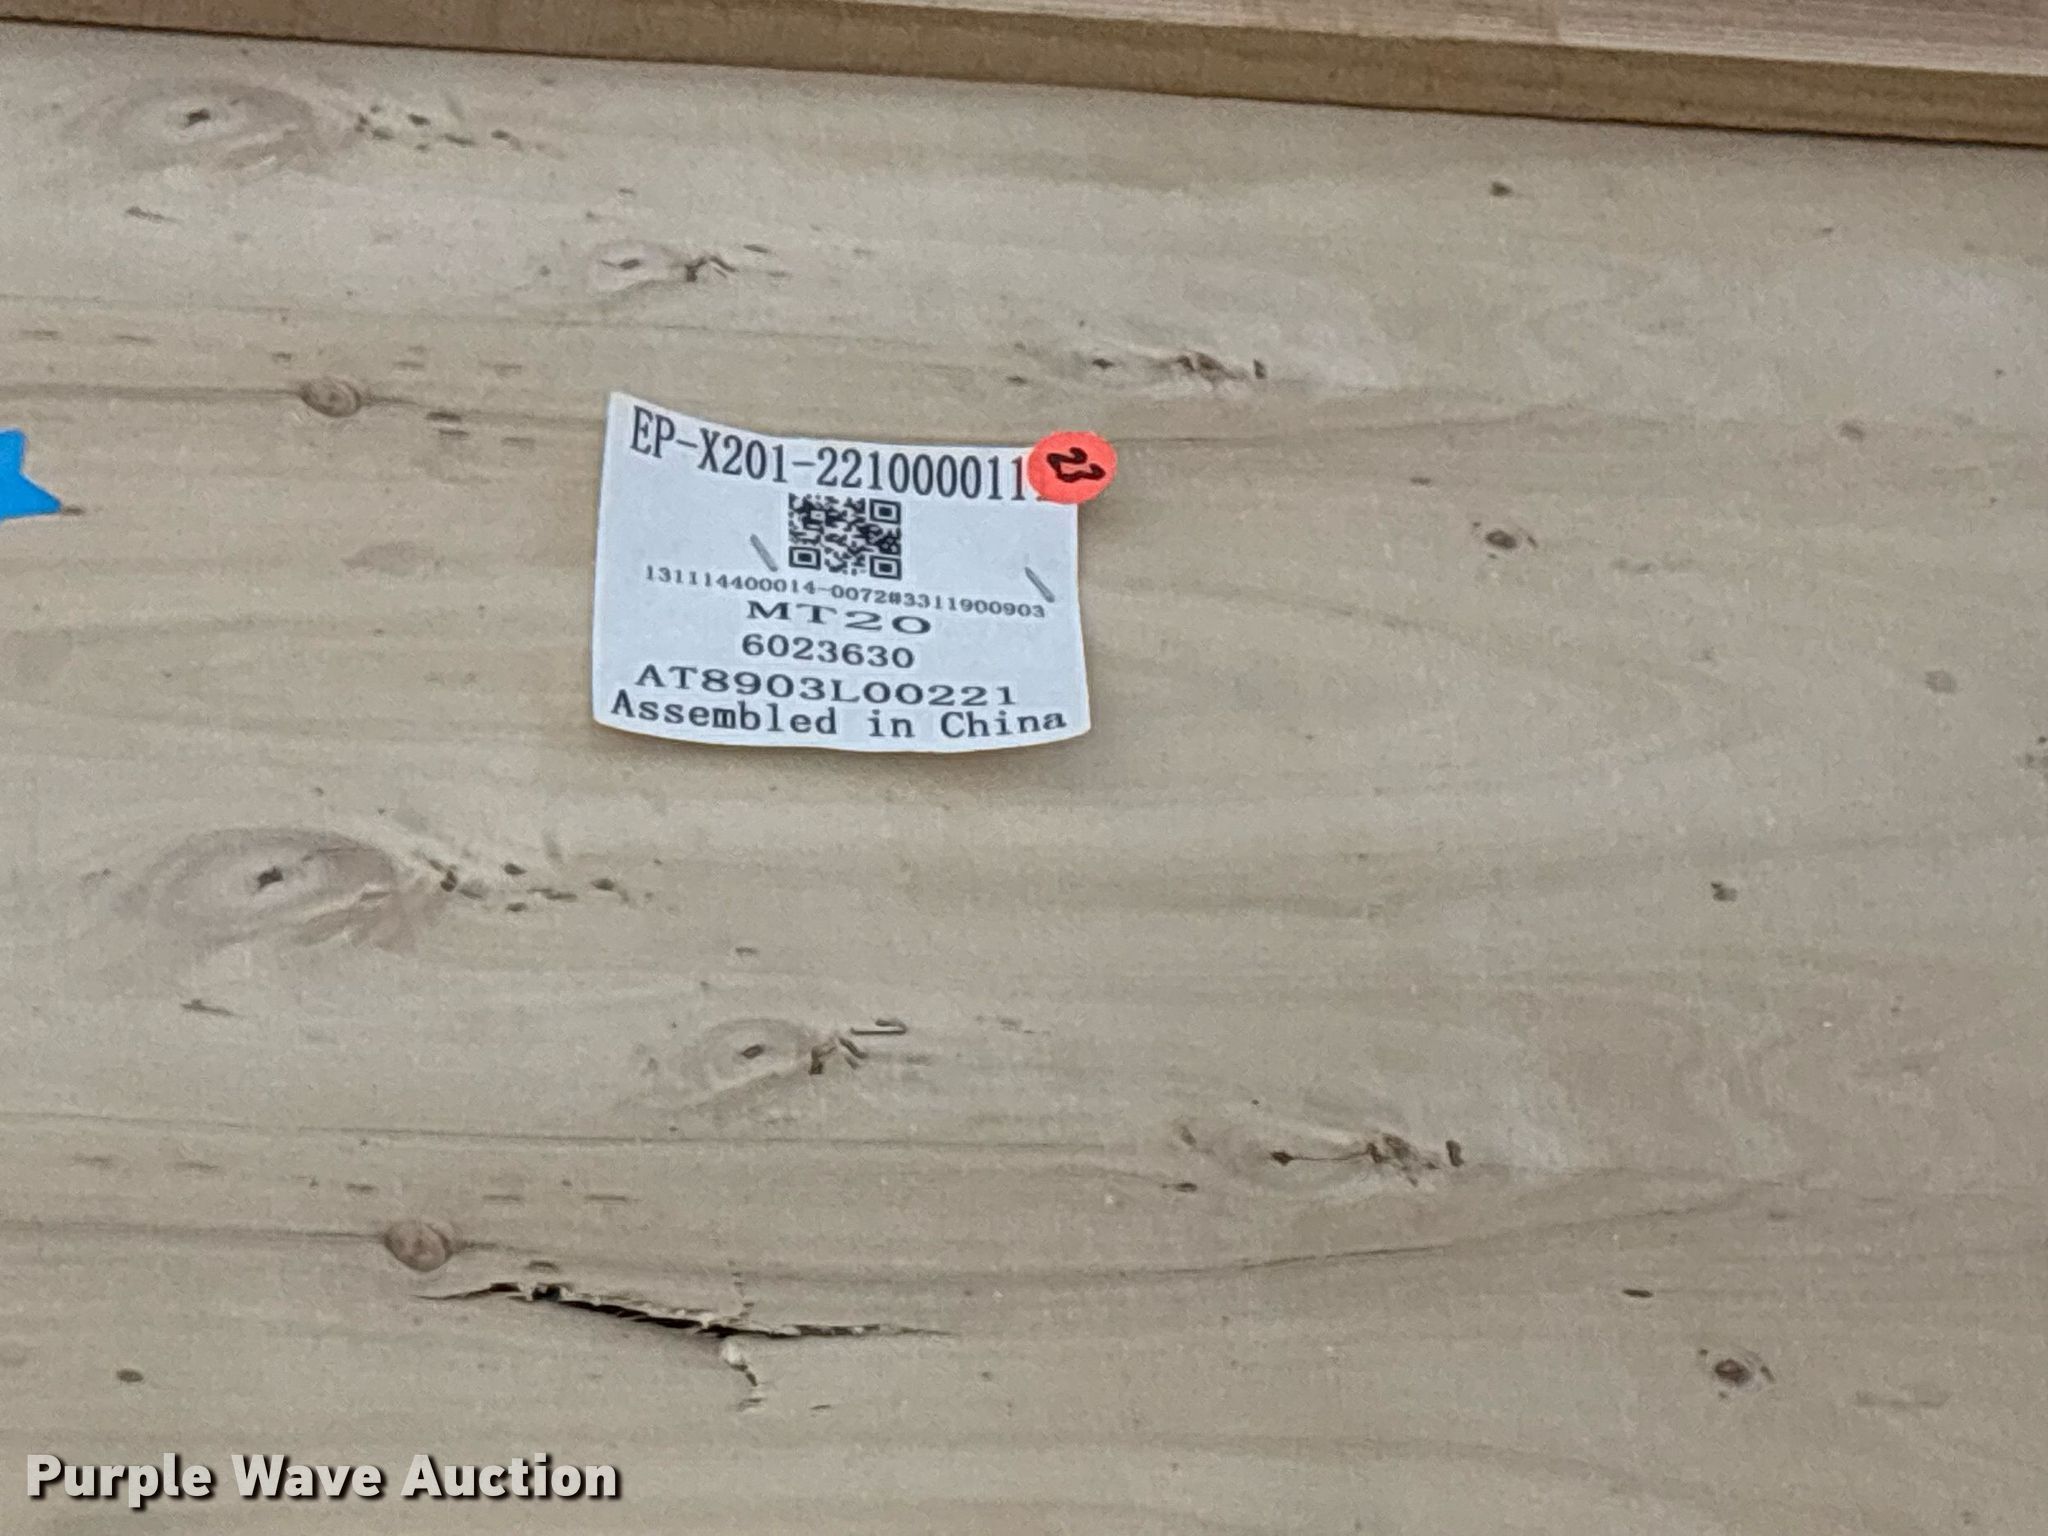 EP-X201-221000011
23
131114400014-0072#3311900903
MT20
6023630
AT8903L00221
Assembled in China
Purple Wave Auction